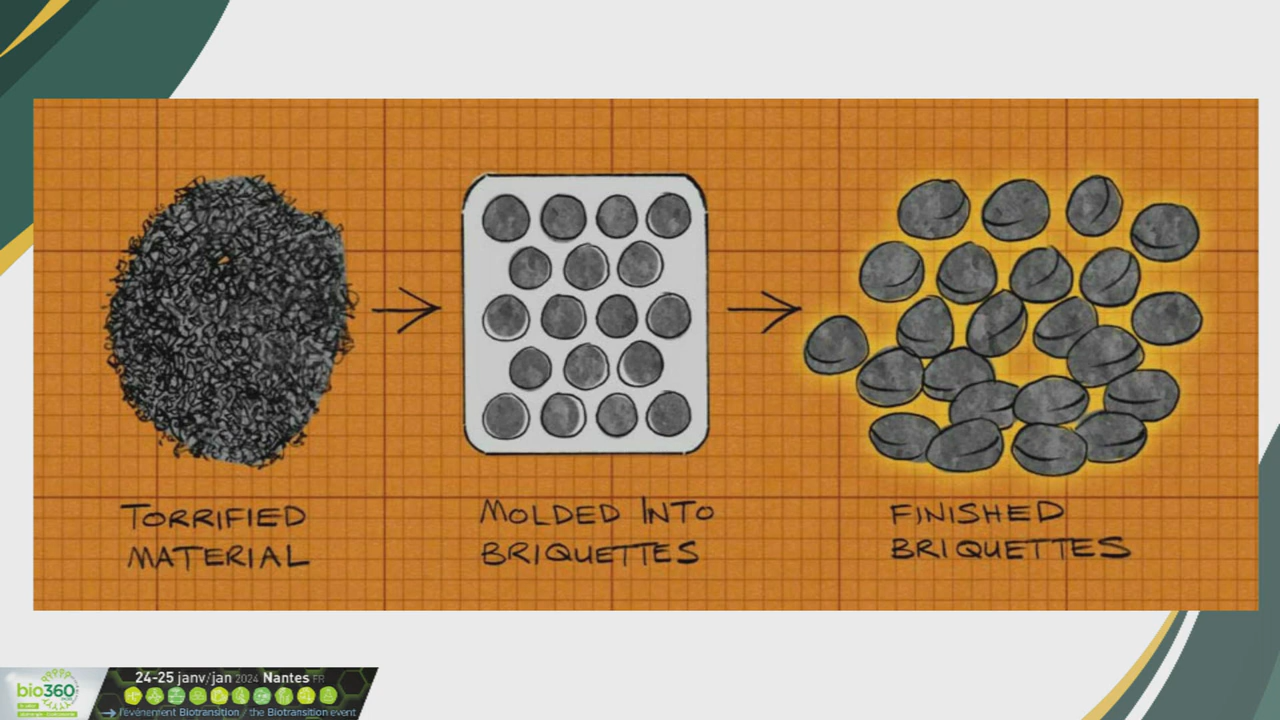 TORRIFIED
MATERIAL
MOLDED INTO
BRIQUETTES
FINISHED
BRIQUETTES
bio360
24-25 janv/jan 2024 Nantes FR
l'événement Biotransition / the Biotransition event